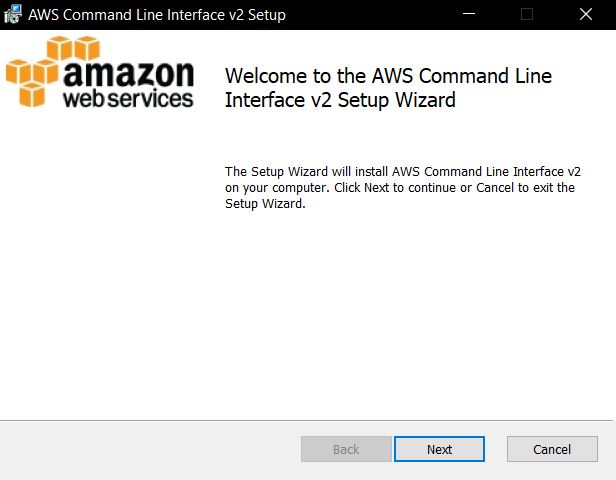 AWS Command Line Interface v2 Setup
amazon
web services
Welcome to the AWS Command Line
Interface v2 Setup Wizard
The Setup Wizard will install AWS Command Line Interface v2
on your computer. Click Next to continue or Cancel to exit the
Setup Wizard.
Back
Next
Cancel